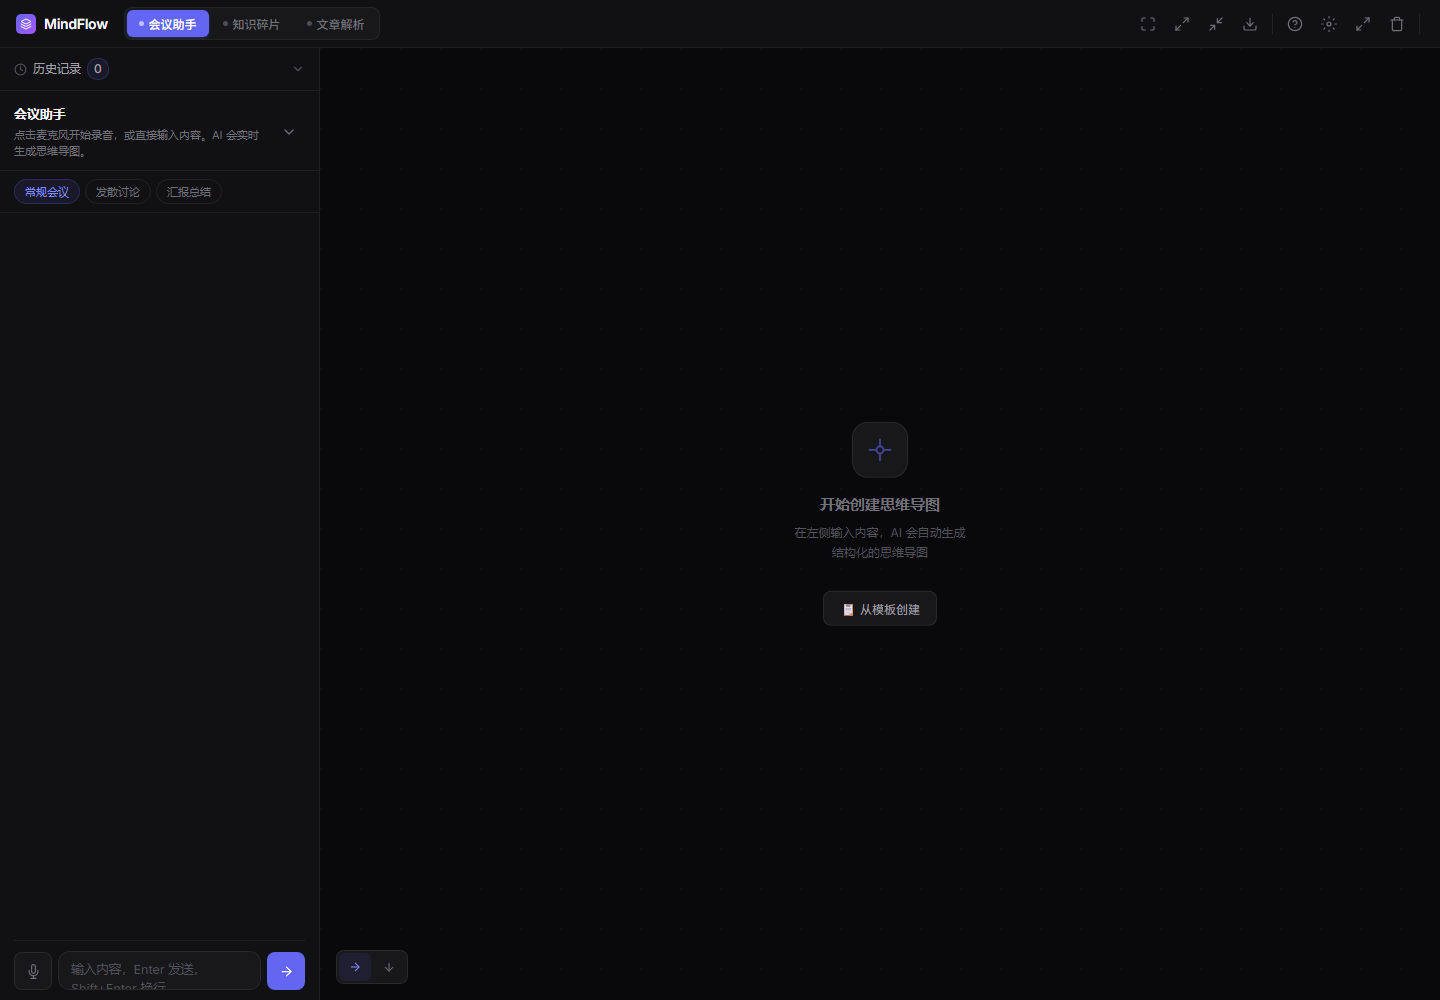 MindFlow
会议助手
知识碎片
文章解析
历史记录 0
会议助手
点击麦克风开始录音，或直接输入内容。AI 会实时
生成思维导图。
常规会议
发散讨论
汇报总结
开始创建思维导图
在左侧输入内容，AI 会自动生成
结构化的思维导图
从模板创建
输入内容，Enter 发送，
Shift+Enter 换行